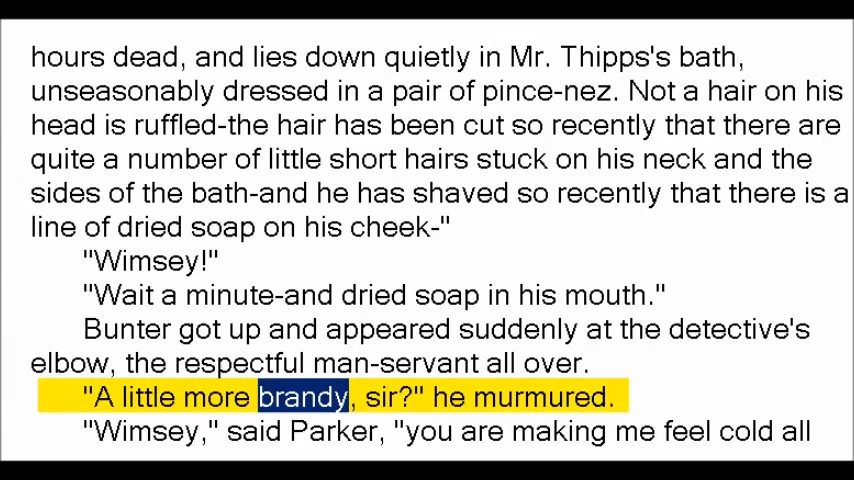 hours dead, and lies down quietly in Mr. Thipps's bath,
unseasonably dressed in a pair of pince-nez. Not a hair on his
head is ruffled-the hair has been cut so recently that there are
quite a number of little short hairs stuck on his neck and the
sides of the bath-and he has shaved so recently that there is a
line of dried soap on his cheek-"
"Wimsey!"
"Wait a minute-and dried soap in his mouth."
Bunter got up and appeared suddenly at the detective's
elbow, the respectful man-servant all over.
"A little more brandy, sir?" he murmured.
"Wimsey," said Parker, "you are making me feel cold all